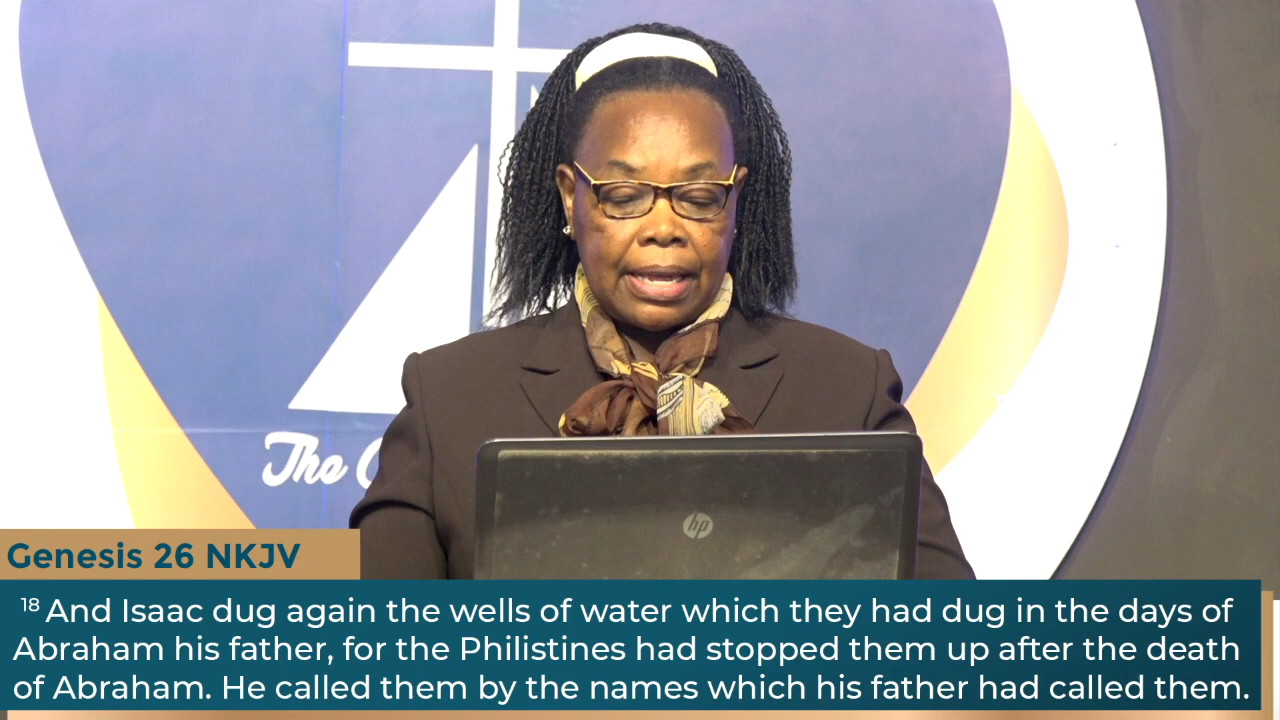 The
hp
Genesis 26 NKJV
18 And Isaac dug again the wells of water which they had dug in the days of
Abraham his father, for the Philistines had stopped them up after the death
of Abraham. He called them by the names which his father had called them.